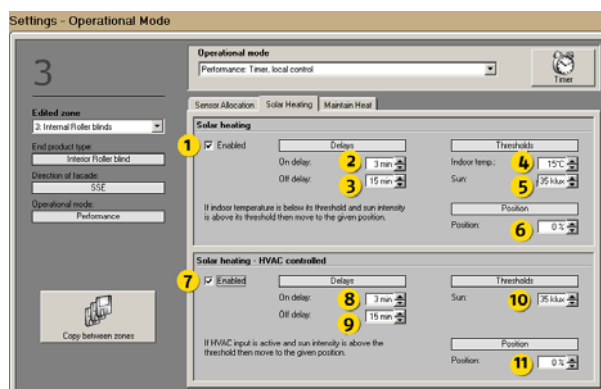 Settings - Operational Mode
3
Operational mode
Performance: Timer, local control
Timer
Edited zone
3: Internal Roller blinds
End product type:
Interior Roller blind
Direction of facade:
SSE
Operational mode:
Performance
Copy between zones
Sensor Allocation Solar Heating Maintain Heat
Solar heating
1 Enabled Delays Thresholds
On delay: 2 3 min Indoor temp.: 4 15°C
Off delay: 3 15 min Sun: 5 35 klux
If indoor temperature is below its threshold and sun intensity
is above its threshold then move to the given position.
Position
Position: 6 0 %
Solar heating - HVAC controlled
7 Enabled Delays Thresholds
On delay: 8 3 min Sun: 10 35 klux
Off delay: 9 15 min
If HVAC input is active and sun intensity is above the
threshold then move to the given position.
Position
Position: 11 0 %